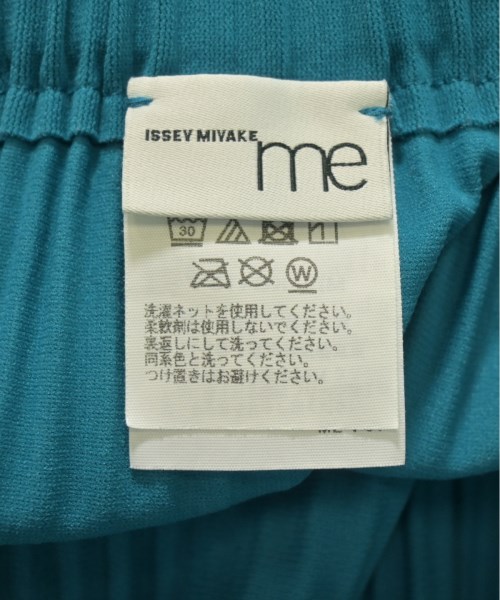 ISSEY MIYAKE
me
30
W
洗濯ネットを使用してください。
柔軟剤は使用しないでください。
裏返しにして洗ってください。
同系色と洗ってください。
つけ置きはお避けください。